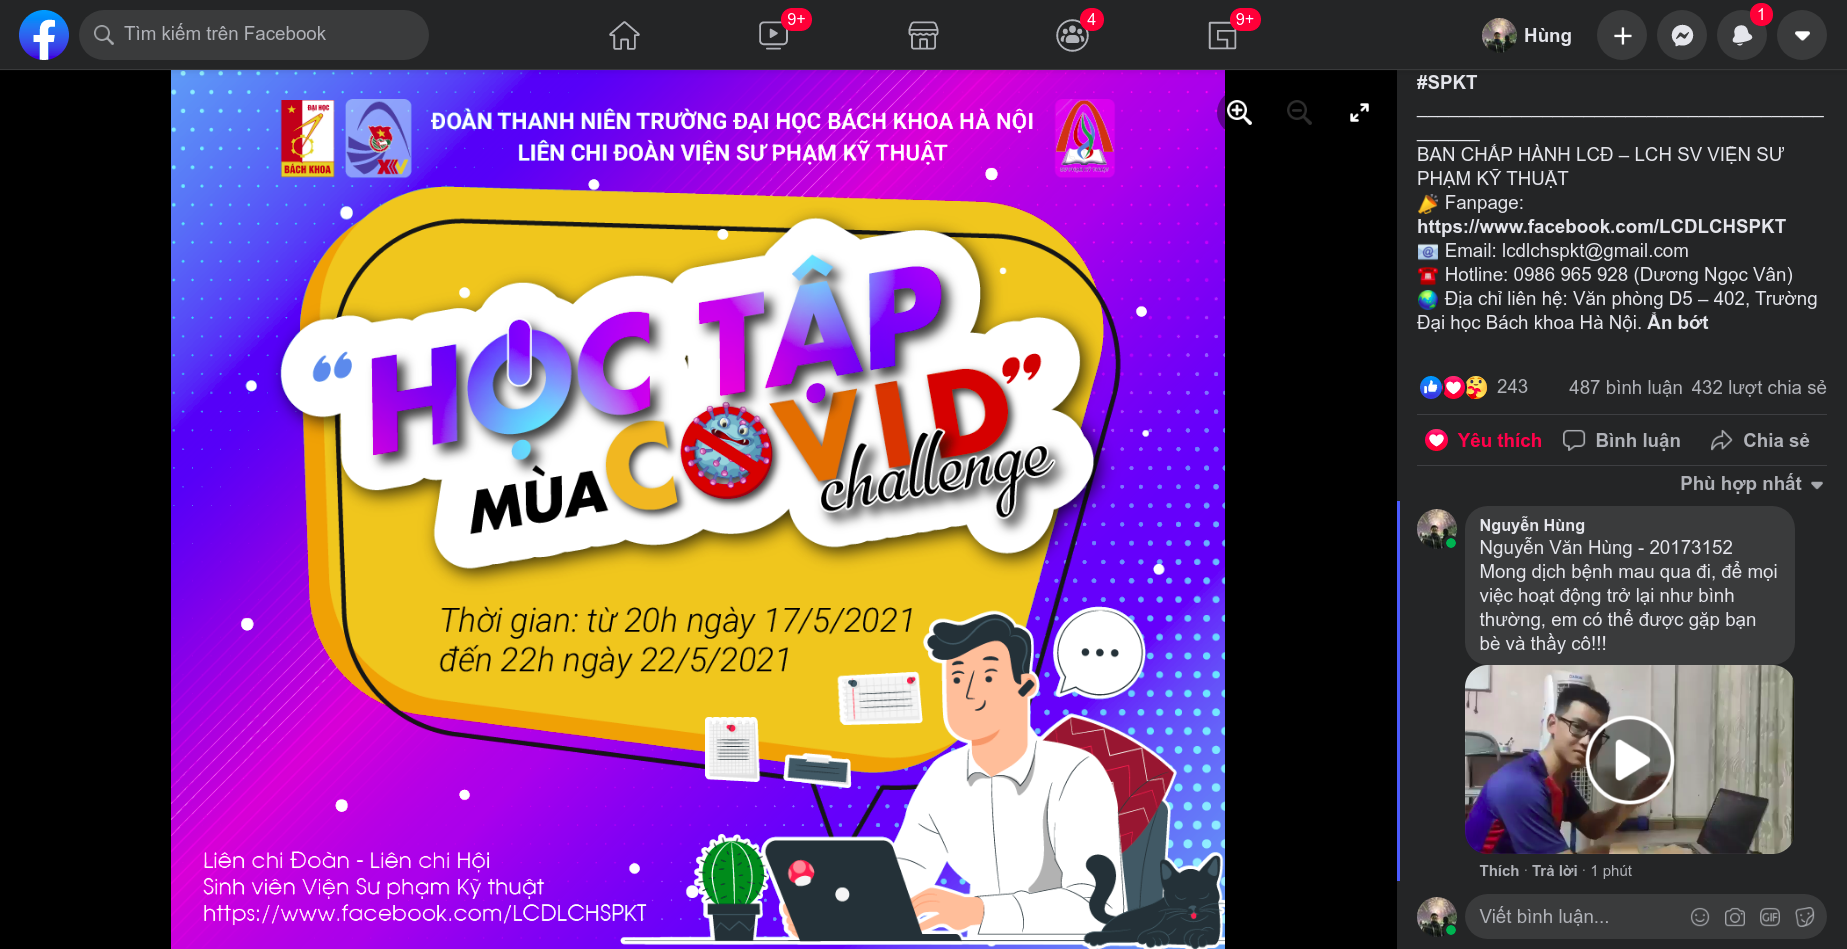 Tìm kiếm trên Facebook
9+
4
9+
Hùng
1
ĐẠI HỌC
BÁCH KHOA
XXIV
ĐOÀN THANH NIÊN TRƯỜNG ĐẠI HỌC BÁCH KHOA HÀ NỘI
LIÊN CHI ĐOÀN VIỆN SƯ PHẠM KỸ THUẬT
“HỌC TẬP
MÙA COVID”
challenge
Thời gian: từ 20h ngày 17/5/2021
đến 22h ngày 22/5/2021
Liên chi Đoàn - Liên chi Hội
Sinh viên Viện Sư phạm Kỹ thuật
https://www.facebook.com/LCDLCHSPKT
#SPKT
BAN CHẤP HÀNH LCĐ – LCH SV VIỆN SƯ
PHẠM KỸ THUẬT
Fanpage:
https://www.facebook.com/LCDLCHSPKT
Email: lcdlchspkt@gmail.com
Hotline: 0986 965 928 (Dương Ngọc Vân)
Địa chỉ liên hệ: Văn phòng D5 – 402, Trường
Đại học Bách khoa Hà Nội. Ẩn bớt
243 487 bình luận 432 lượt chia sẻ
Yêu thích Bình luận Chia sẻ
Phù hợp nhất
Nguyễn Hùng
Nguyễn Văn Hùng - 20173152
Mong dịch bệnh mau qua đi, để mọi
việc hoạt động trở lại như bình
thường, em có thể được gặp bạn
bè và thầy cô!!!
Thích · Trả lời · 1 phút
Viết bình luận...
GIF